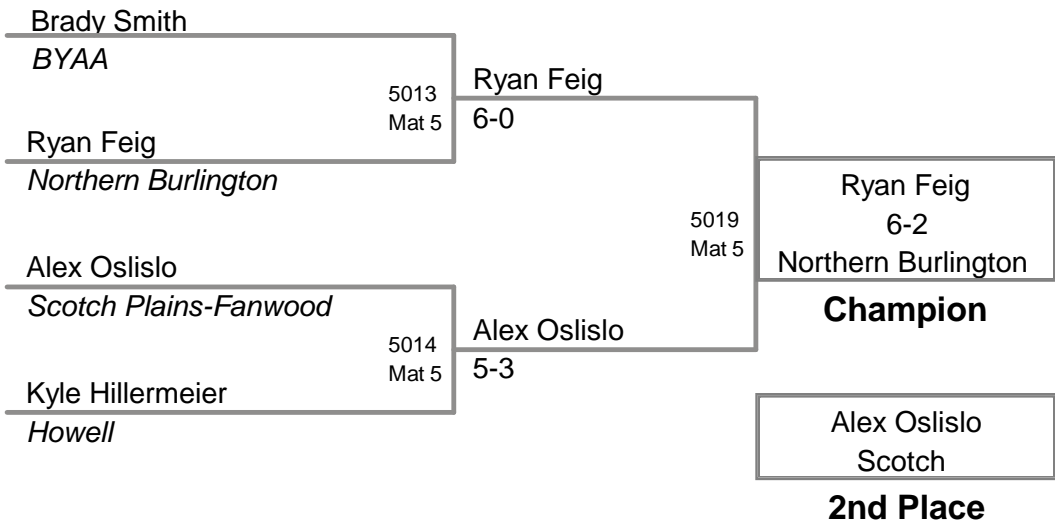 Brady Smith
BYAA
5013
Mat 5
Ryan Feig
6-0
Ryan Feig
Northern Burlington
5019
Mat 5
Ryan Feig
6-2
Northern Burlington
Champion
Alex Oslislo
Scotch Plains-Fanwood
5014
Mat 5
Alex Oslislo
5-3
Kyle Hillermeier
Howell
Alex Oslislo
Scotch
2nd Place